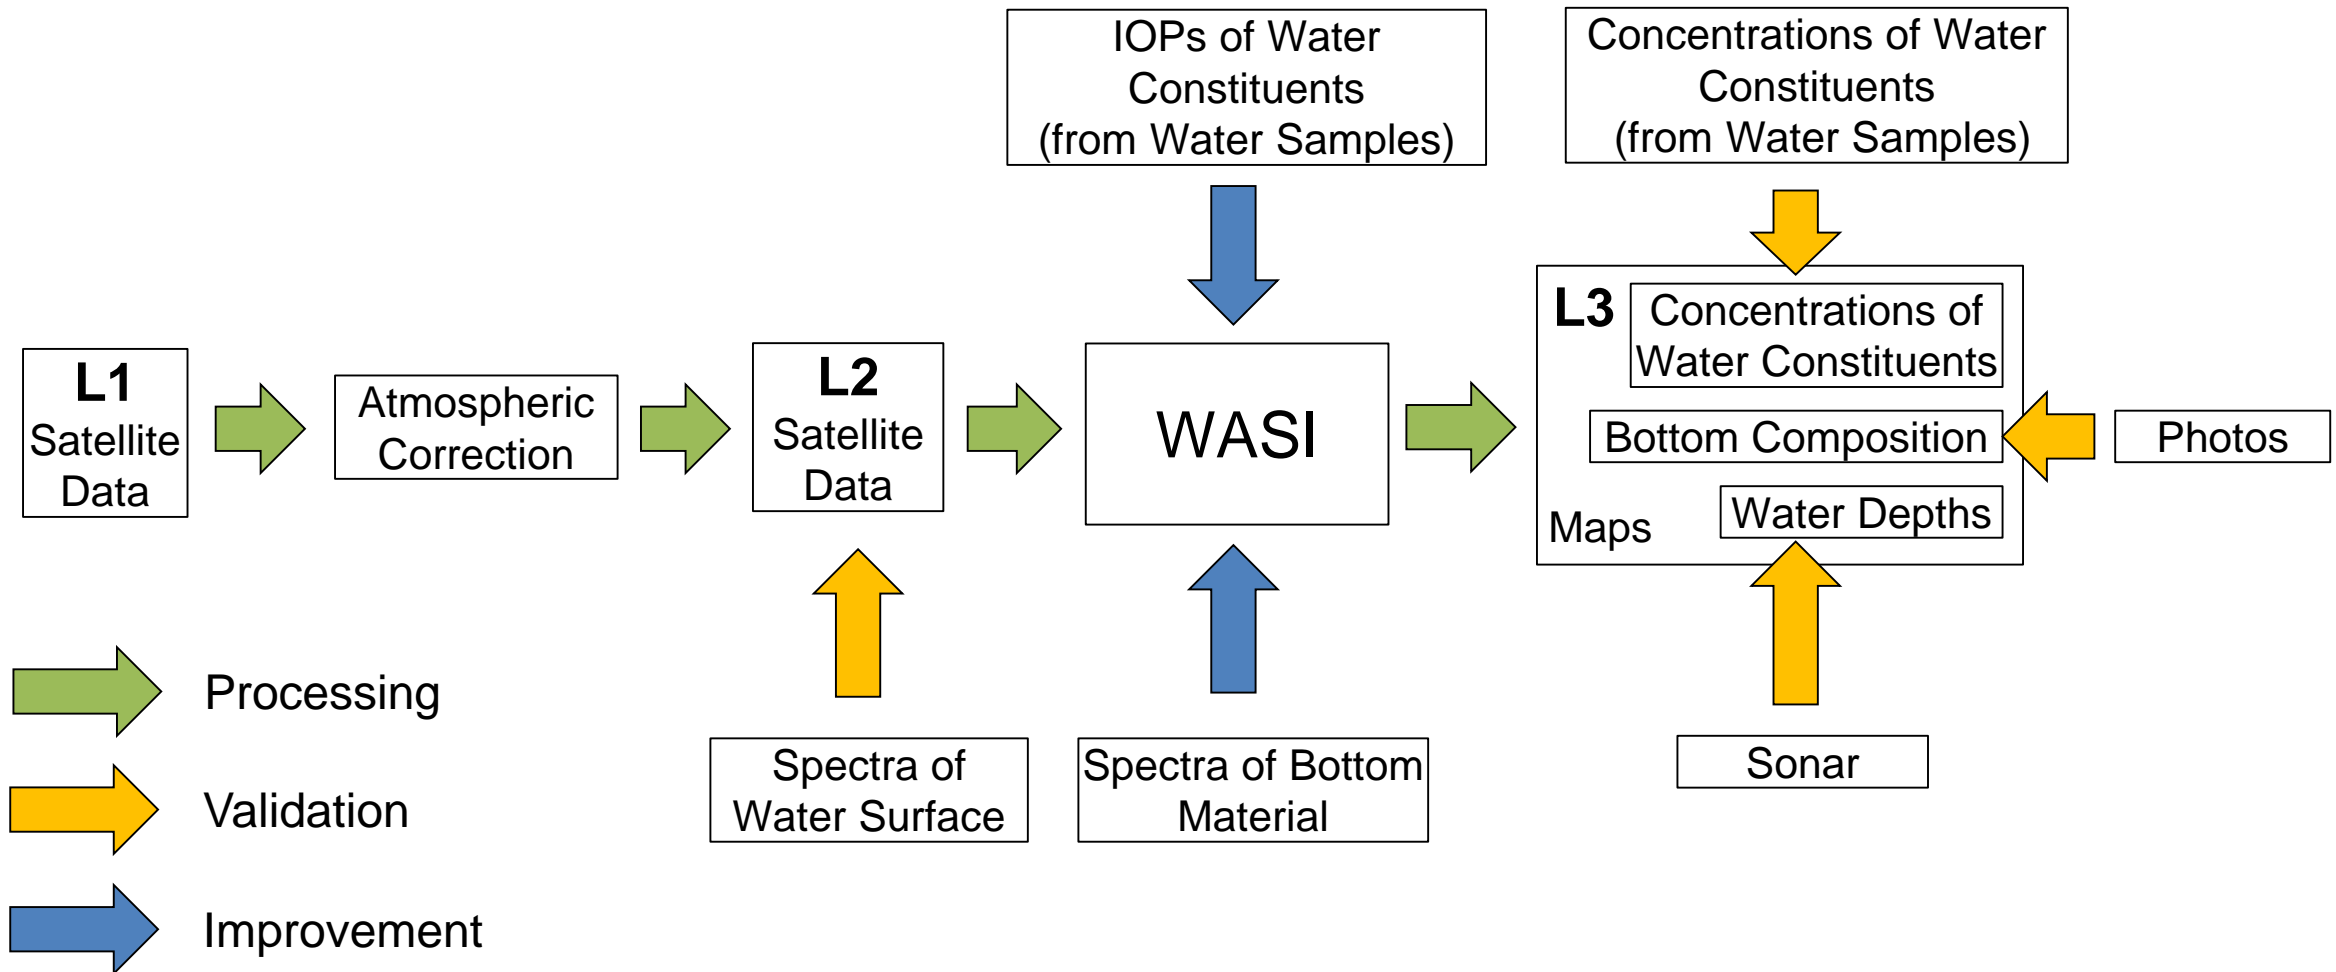 IOPs of Water
Constituents
(from Water Samples)
Concentrations of Water
Constituents
(from Water Samples)
L1
Satellite
Data
Atmospheric
Correction
L2
Satellite
Data
WASI
L3
Concentrations of
Water Constituents
Bottom Composition
Water Depths
Maps
Photos
Spectra of
Water Surface
Spectra of Bottom
Material
Sonar
Processing
Validation
Improvement